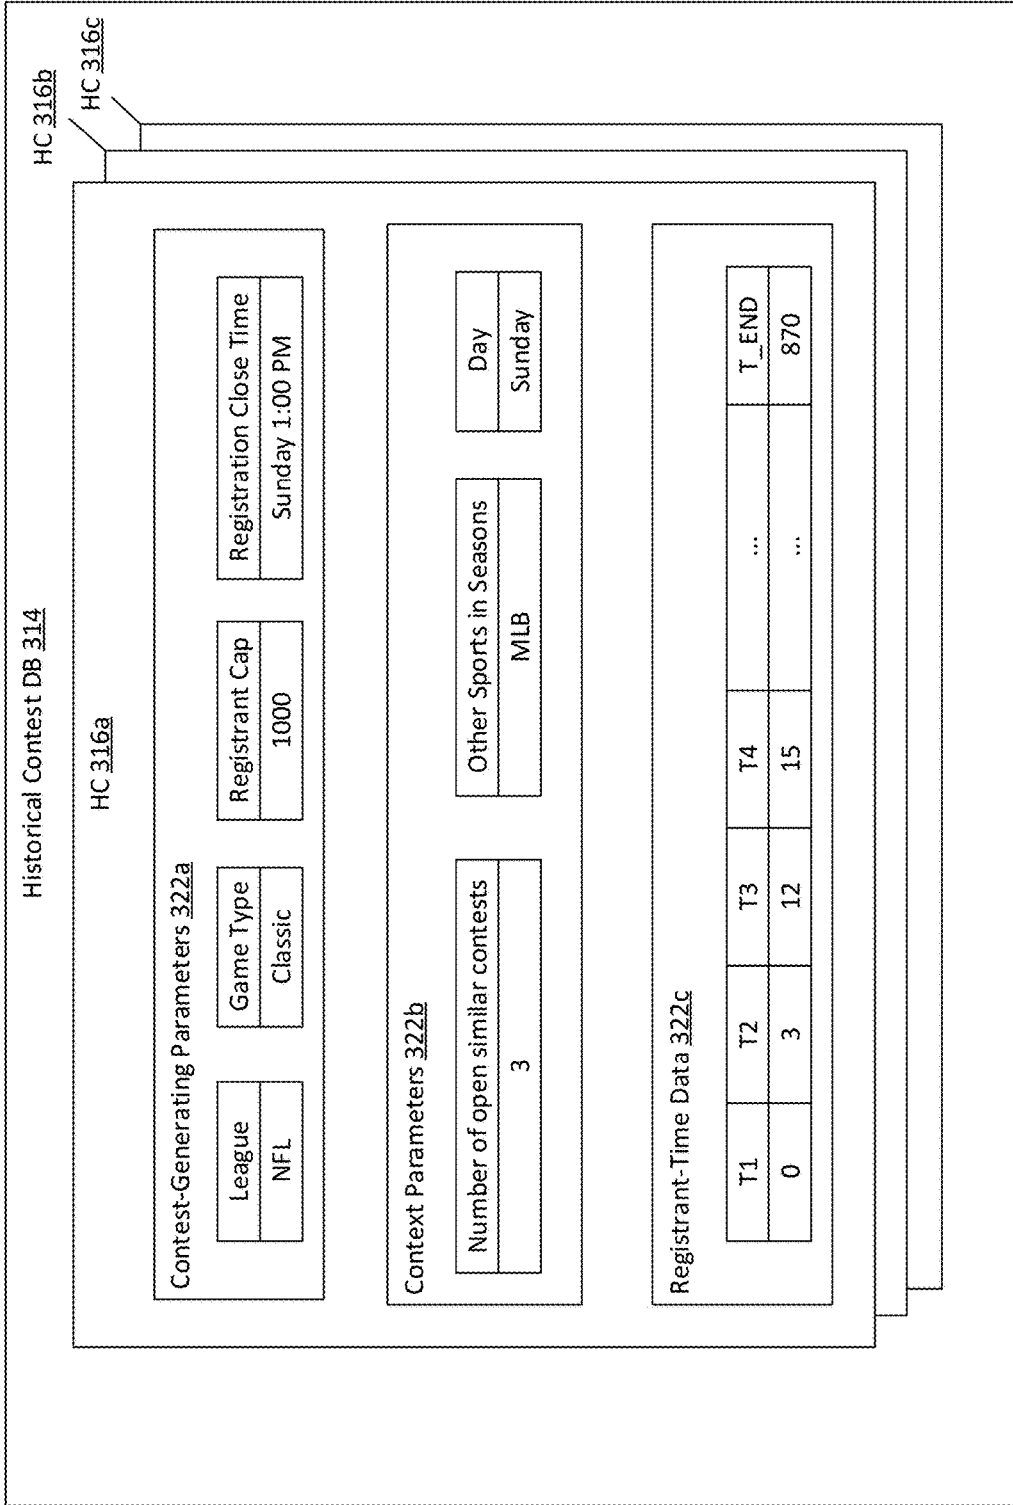 Historical Contest DB 314
HC 316b
HC 316c
HC 316a
Contest-Generating Parameters 322a
League
NFL
Game Type
Classic
Registrant Cap
1000
Registration Close Time
Sunday 1:00 PM
Context Parameters 322b
Number of open similar contests
3
Other Sports in Seasons
MLB
Day
Sunday
Registrant-Time Data 322c
T1 T2 T3 T4 ... T_END
0 3 12 15 ... 870